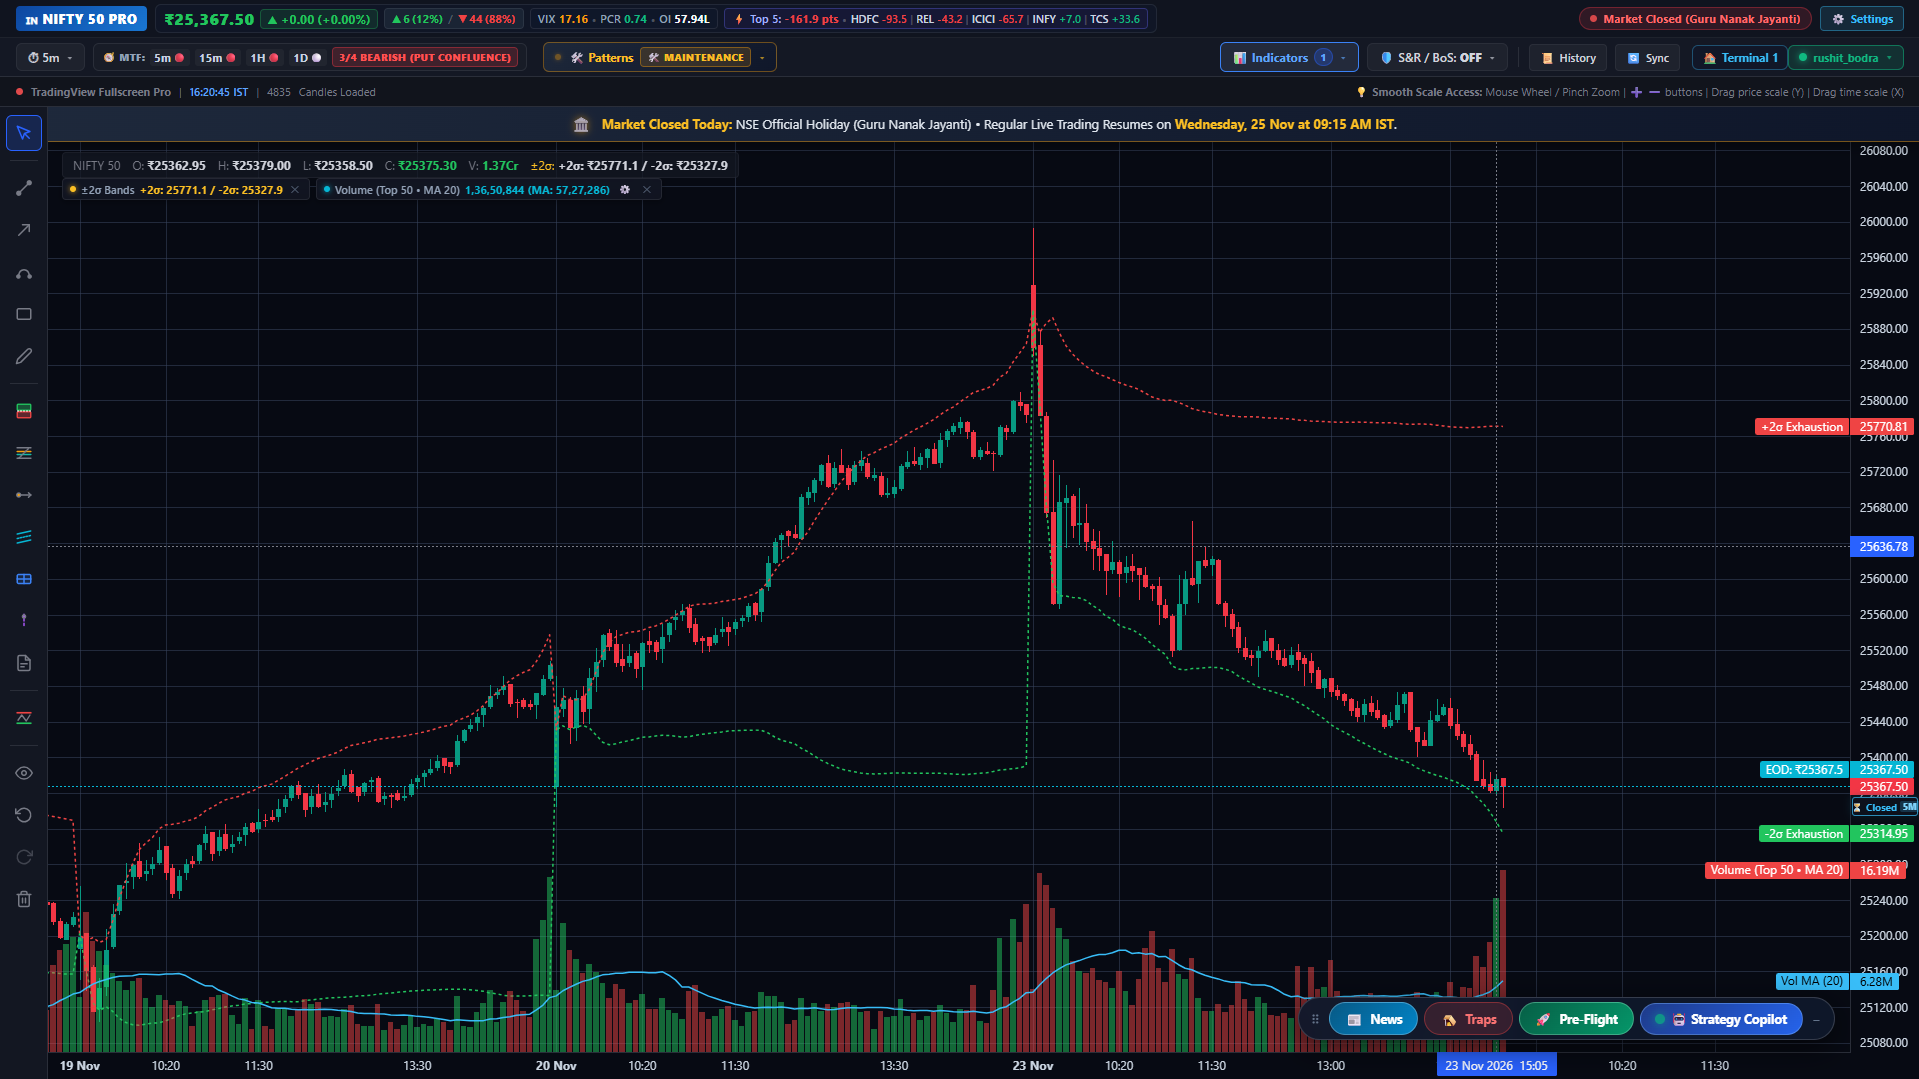 IN NIFTY 50 PRO ₹25,367.50 ▲ +0.00 (+0.00%) ▲ 6 (12%) / ▼ 44 (88%) VIX 17.16 • PCR 0.74 • OI 57.94L Top 5: -161.9 pts • HDFC -93.5 | REL -43.2 | ICICI -65.7 | INFY +7.0 | TCS +33.6 Market Closed (Guru Nanak Jayanti) Settings
5m MTF: 5m 15m 1H 1D 3/4 BEARISH (PUT CONFLUENCE) Patterns MAINTENANCE Indicators 1 S&R / BoS: OFF History Sync Terminal 1 rushit_bodra
TradingView Fullscreen Pro | 16:20:45 IST | 4835 Candles Loaded Smooth Scale Access: Mouse Wheel / Pinch Zoom | + − buttons | Drag price scale (Y) | Drag time scale (X)
Market Closed Today: NSE Official Holiday (Guru Nanak Jayanti) • Regular Live Trading Resumes on Wednesday, 25 Nov at 09:15 AM IST.
NIFTY 50 O: ₹25362.95 H: ₹25379.00 L: ₹25358.50 C: ₹25375.30 V: 1.37Cr ±2σ: +2σ: ₹25771.1 / -2σ: ₹25327.9
±2σ Bands +2σ: 25771.1 / -2σ: 25327.9 × Volume (Top 50 • MA 20) 1,36,50,844 (MA: 57,27,286) ×
26080.00
26040.00
26000.00
25960.00
25920.00
25880.00
25840.00
25800.00
+2σ Exhaustion 25770.81
25760.00
25720.00
25680.00
25636.78
25600.00
25560.00
25520.00
25480.00
25440.00
25400.00
EOD: ₹25367.5 25367.50
25367.50
Closed 5M
-2σ Exhaustion 25314.95
Volume (Top 50 • MA 20) 16.19M
25240.00
25200.00
25160.00
Vol MA (20) 6.28M
25120.00
News Traps Pre-Flight Strategy Copilot −
25080.00
19 Nov 10:20 11:30 13:30 20 Nov 10:20 11:30 13:30 23 Nov 10:20 11:30 13:00 23 Nov 2026 15:05 10:20 11:30